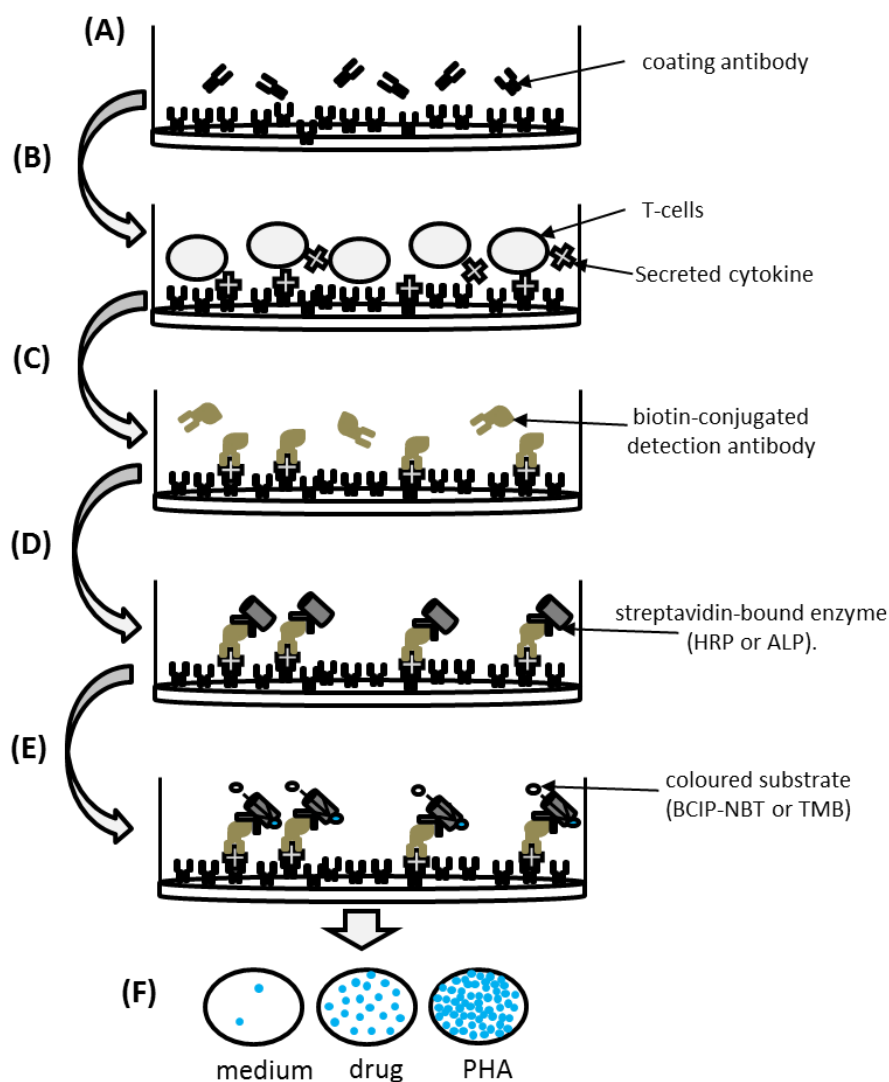 (A)
coating antibody
(B)
T-cells
Secreted cytokine
(C)
biotin-conjugated
detection antibody
(D)
streptavidin-bound enzyme
(HRP or ALP).
(E)
coloured substrate
(BCIP-NBT or TMB)
(F)
medium drug PHA